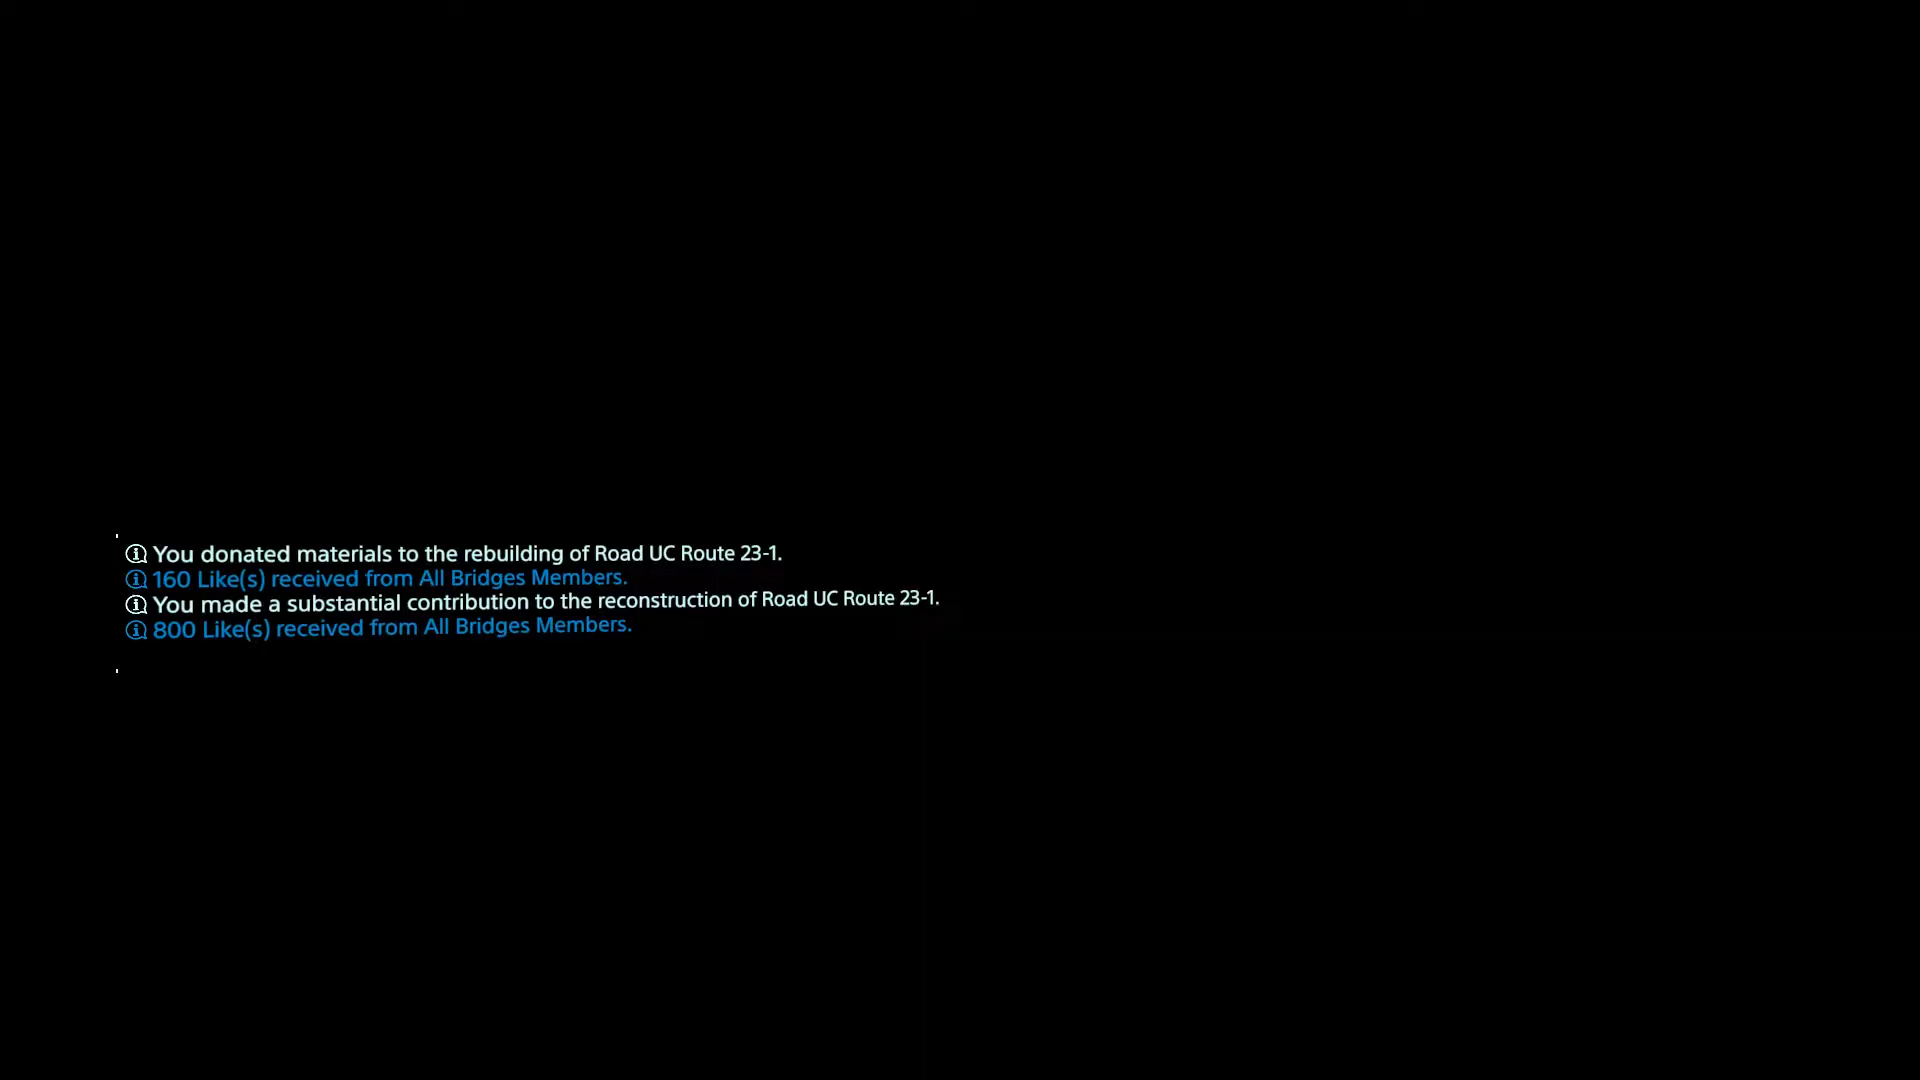 You donated materials to the rebuilding of Road UC Route 23-1.
160 Like(s) received from All Bridges Members.
You made a substantial contribution to the reconstruction of Road UC Route 23-1.
800 Like(s) received from All Bridges Members.